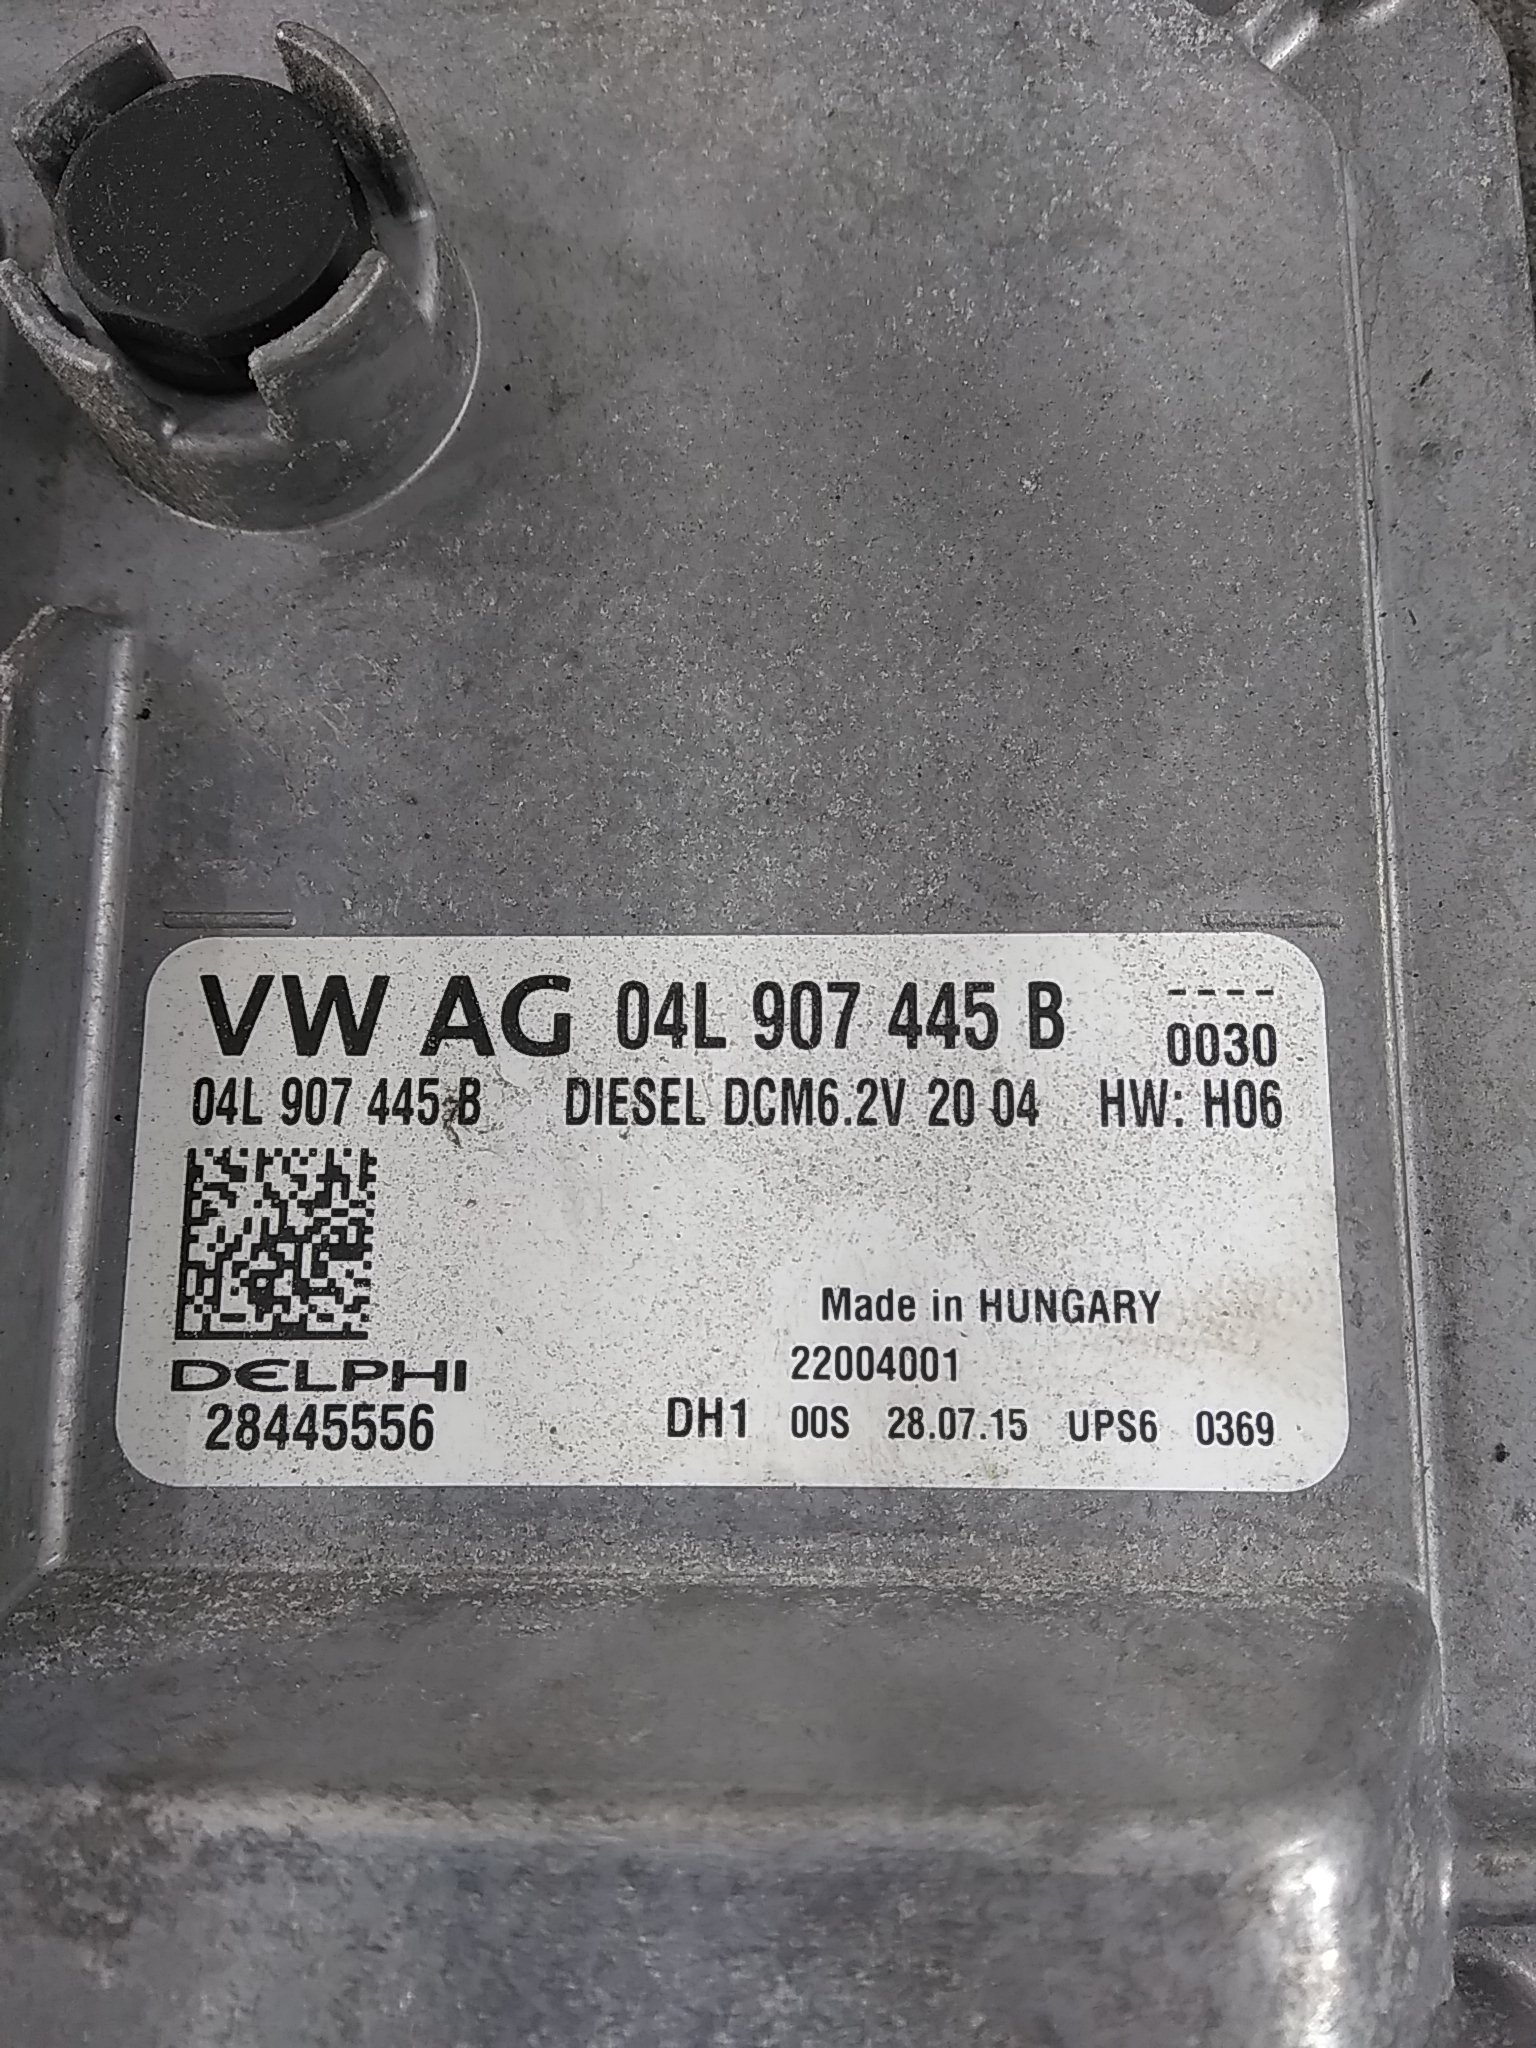 VW AG 04L 907 445 B ----
0030
04L 907 445 B DIESEL DCM6.2V 20 04 HW: H06
Made in HUNGARY
DELPHI 22004001
28445556 DH1 00S 28.07.15 UPS6 0369